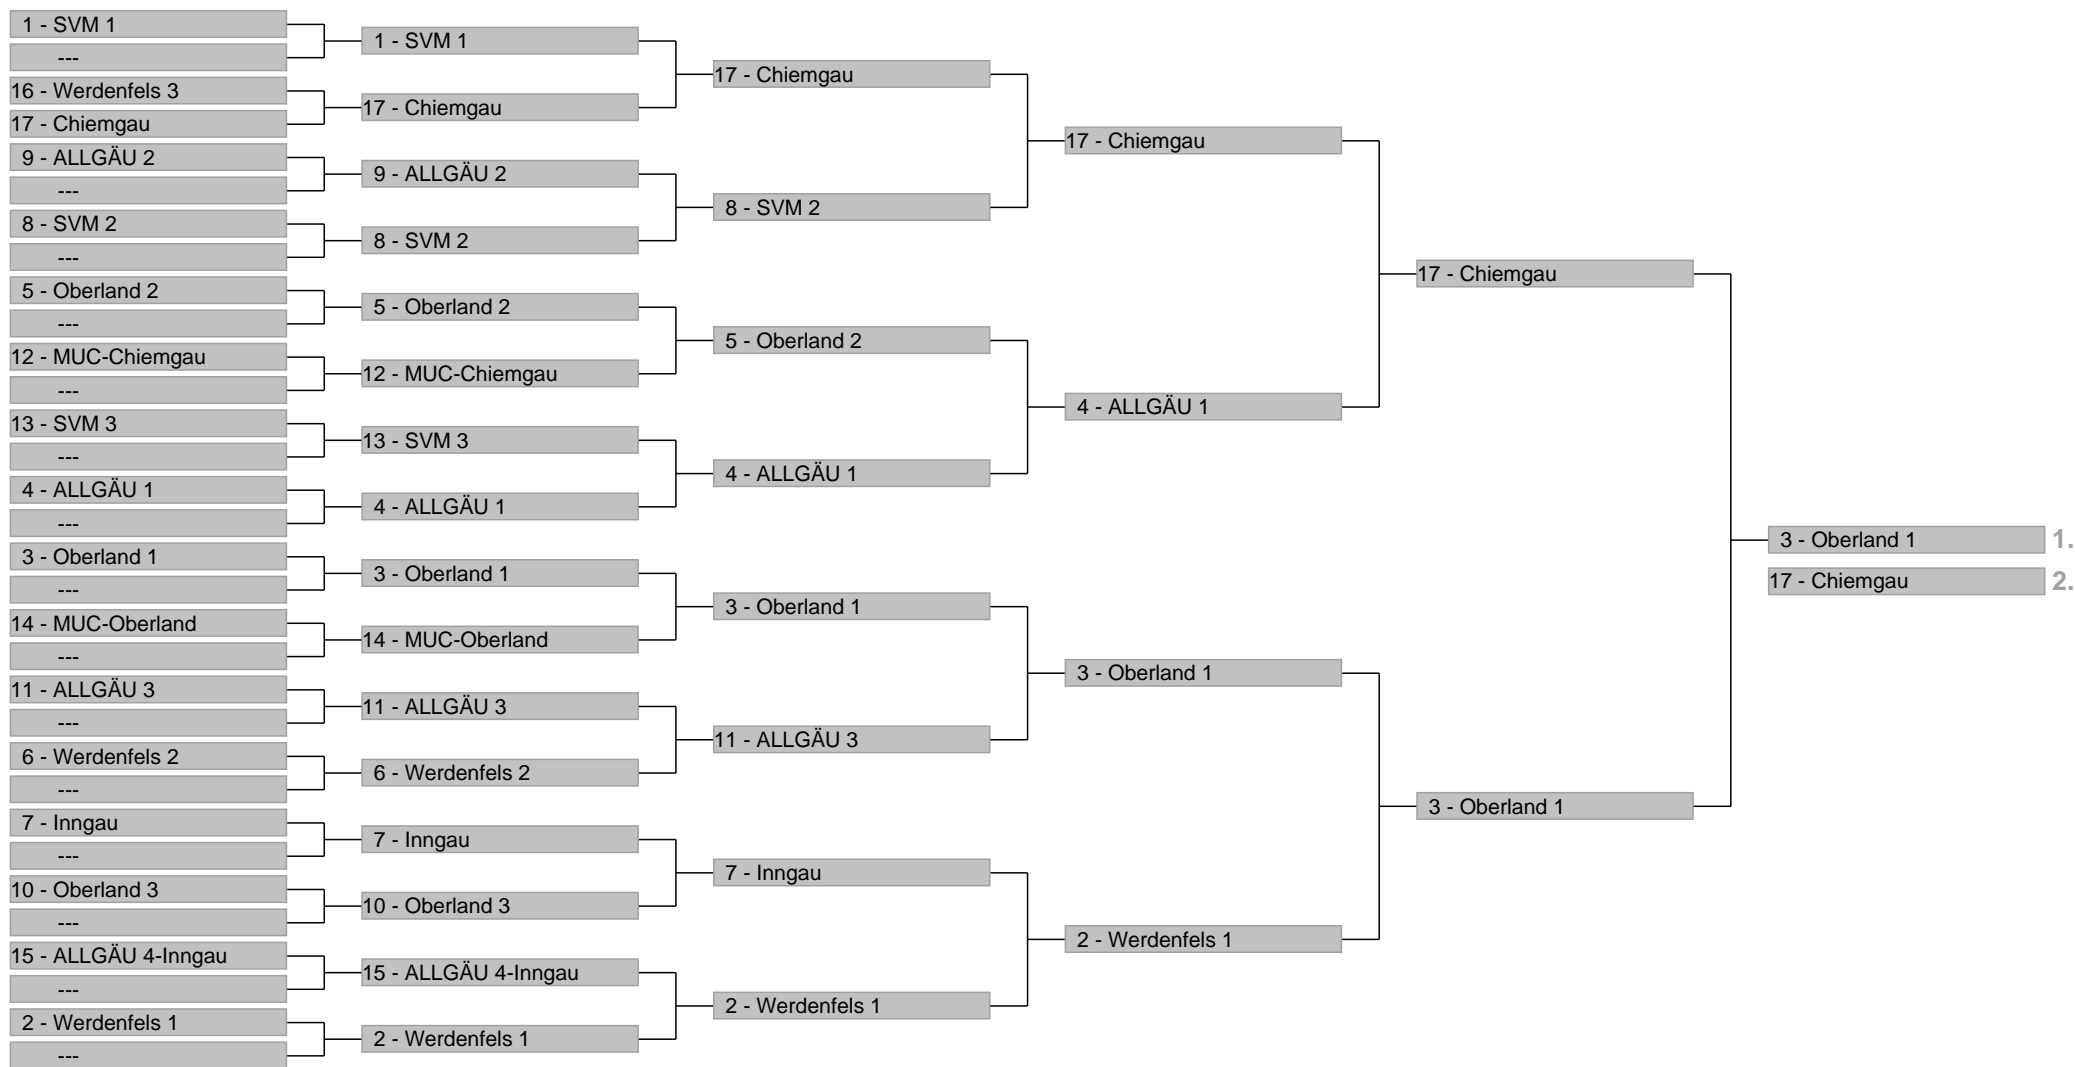 1 - SVM 1
---
16 - Werdenfels 3
17 - Chiemgau
9 - ALLGÄU 2
---
8 - SVM 2
---
5 - Oberland 2
---
12 - MUC-Chiemgau
---
13 - SVM 3
---
4 - ALLGÄU 1
---
3 - Oberland 1
---
14 - MUC-Oberland
---
11 - ALLGÄU 3
---
6 - Werdenfels 2
---
7 - Inngau
---
10 - Oberland 3
---
15 - ALLGÄU 4-Inngau
---
2 - Werdenfels 1
---
1 - SVM 1
17 - Chiemgau
9 - ALLGÄU 2
8 - SVM 2
5 - Oberland 2
12 - MUC-Chiemgau
13 - SVM 3
4 - ALLGÄU 1
3 - Oberland 1
14 - MUC-Oberland
11 - ALLGÄU 3
6 - Werdenfels 2
7 - Inngau
10 - Oberland 3
15 - ALLGÄU 4-Inngau
2 - Werdenfels 1
17 - Chiemgau
8 - SVM 2
5 - Oberland 2
4 - ALLGÄU 1
3 - Oberland 1
11 - ALLGÄU 3
7 - Inngau
2 - Werdenfels 1
17 - Chiemgau
4 - ALLGÄU 1
3 - Oberland 1
2 - Werdenfels 1
17 - Chiemgau
3 - Oberland 1
3 - Oberland 1 1.
17 - Chiemgau 2.